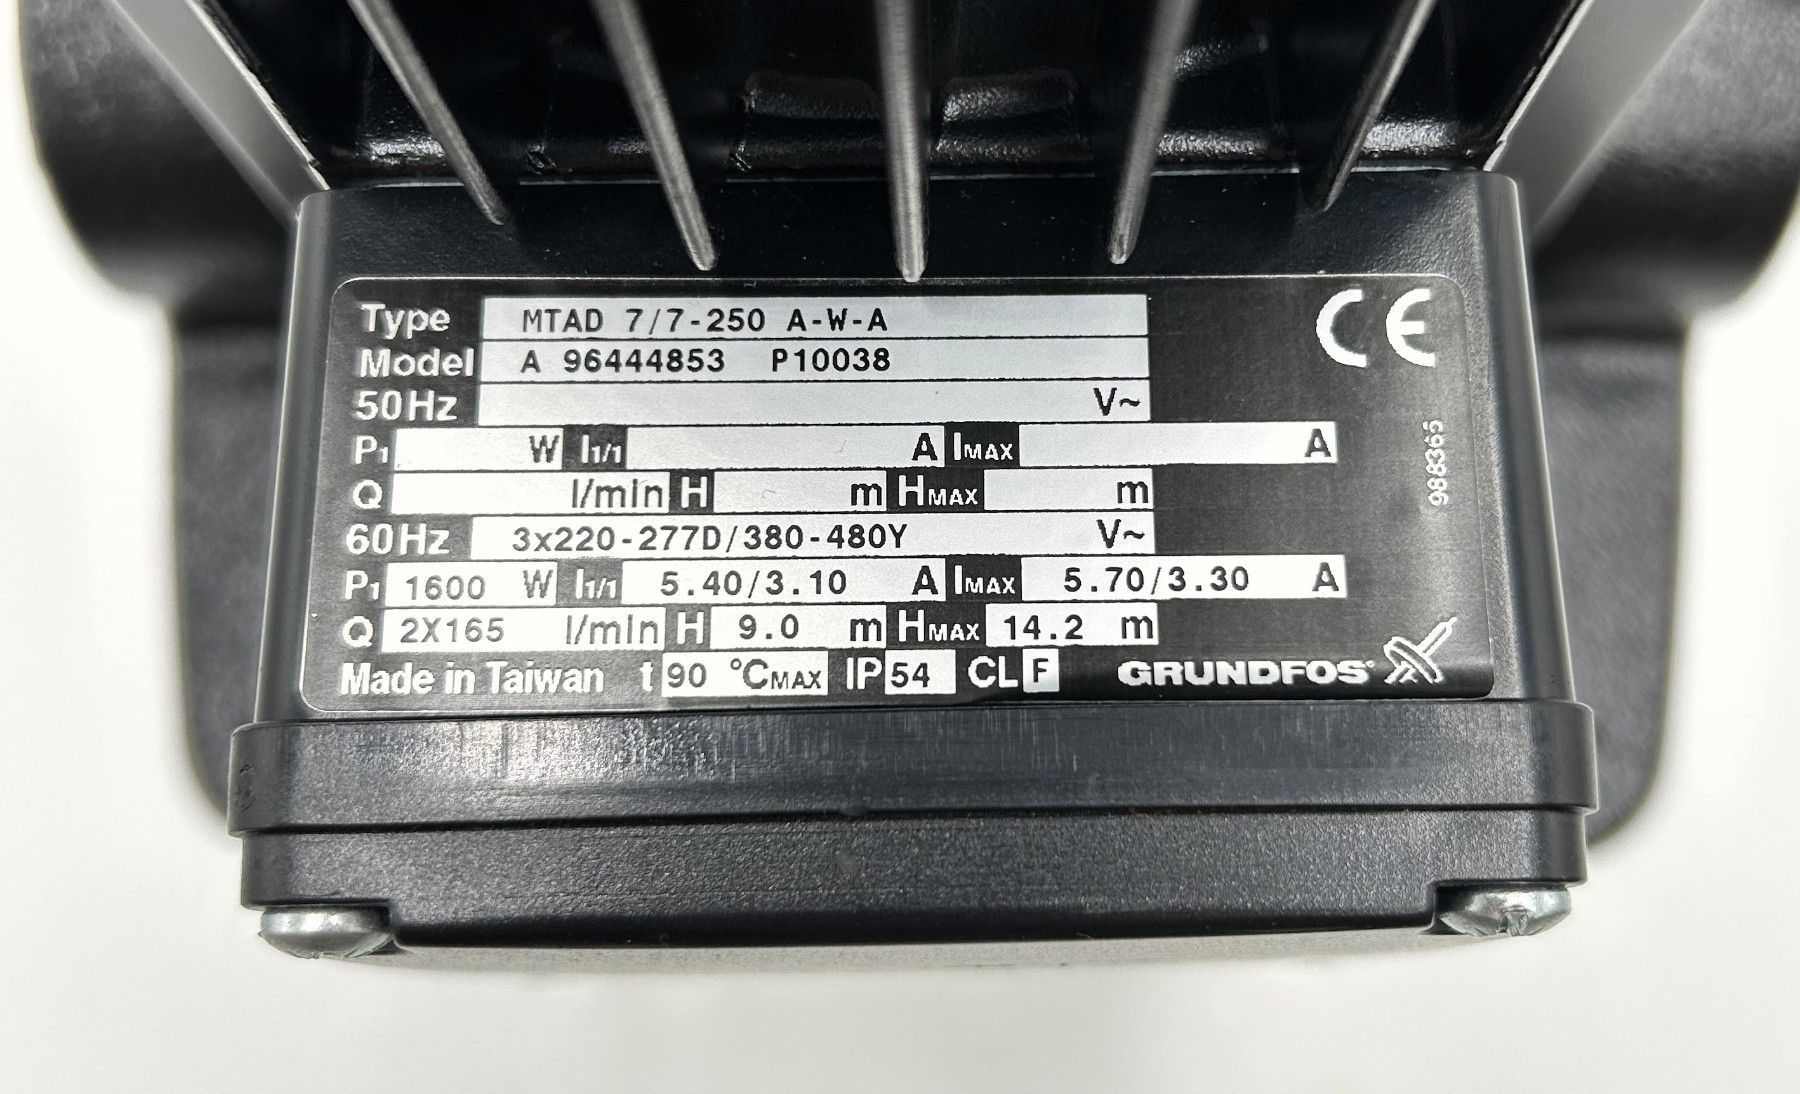 Type MTAD 7/7-250 A-W-A
Model A 96444853 P10038
50Hz V~
P1 W I1/1 A IMAX A
Q l/min H m HMAX m
60Hz 3x220-277D/380-480Y V~
P1 1600 W I1/1 5.40/3.10 A IMAX 5.70/3.30 A
Q 2X165 l/min H 9.0 m HMAX 14.2 m
Made in Taiwan t 90 °CMAX IP 54 CL F GRUNDFOS
CE
988365